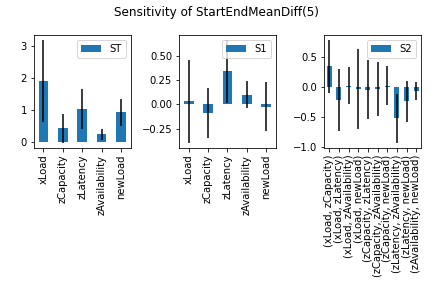 Sensitivity of StartEndMeanDiff(5)
ST
3
2
1
0
xLoad
zCapacity
zLatency
zAvailability
newLoad
S1
0.50
0.25
0.00
−0.25
xLoad
zCapacity
zLatency
zAvailability
newLoad
S2
0.5
0.0
−0.5
−1.0
(xLoad, zCapacity)
(xLoad, zLatency)
(xLoad, zAvailability)
(xLoad, newLoad)
(zCapacity, zLatency)
(zCapacity, zAvailability)
(zCapacity, newLoad)
(zLatency, zAvailability)
(zLatency, newLoad)
(zAvailability, newLoad)